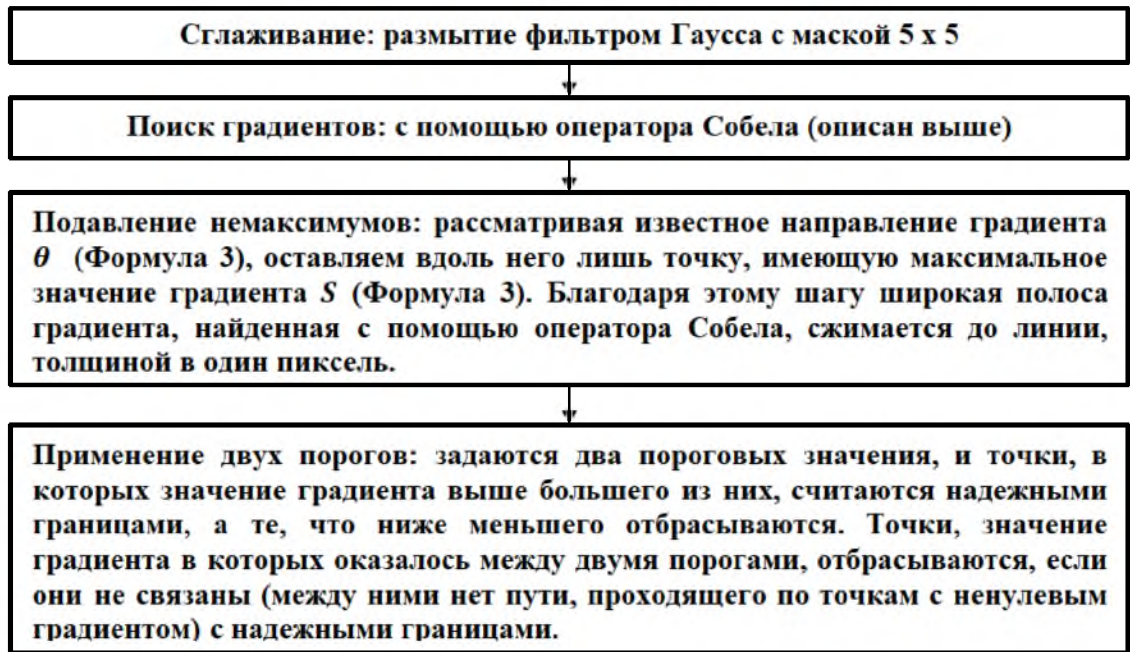 Сглаживание: размытие фильтром Гаусса с маской 5 x 5
Поиск градиентов: с помощью оператора Собела (описан выше)
Подавление немаксимумов: рассматривая известное направление градиента
θ (Формула 3), оставляем вдоль него лишь точку, имеющую максимальное
значение градиента S (Формула 3). Благодаря этому шагу широкая полоса
градиента, найденная с помощью оператора Собела, сжимается до линии,
толщиной в один пиксель.
Применение двух порогов: задаются два пороговых значения, и точки, в
которых значение градиента выше большего из них, считаются надежными
границами, а те, что ниже меньшего отбрасываются. Точки, значение
градиента в которых оказалось между двумя порогами, отбрасываются, если
они не связаны (между ними нет пути, проходящего по точкам с ненулевым
градиентом) с надежными границами.